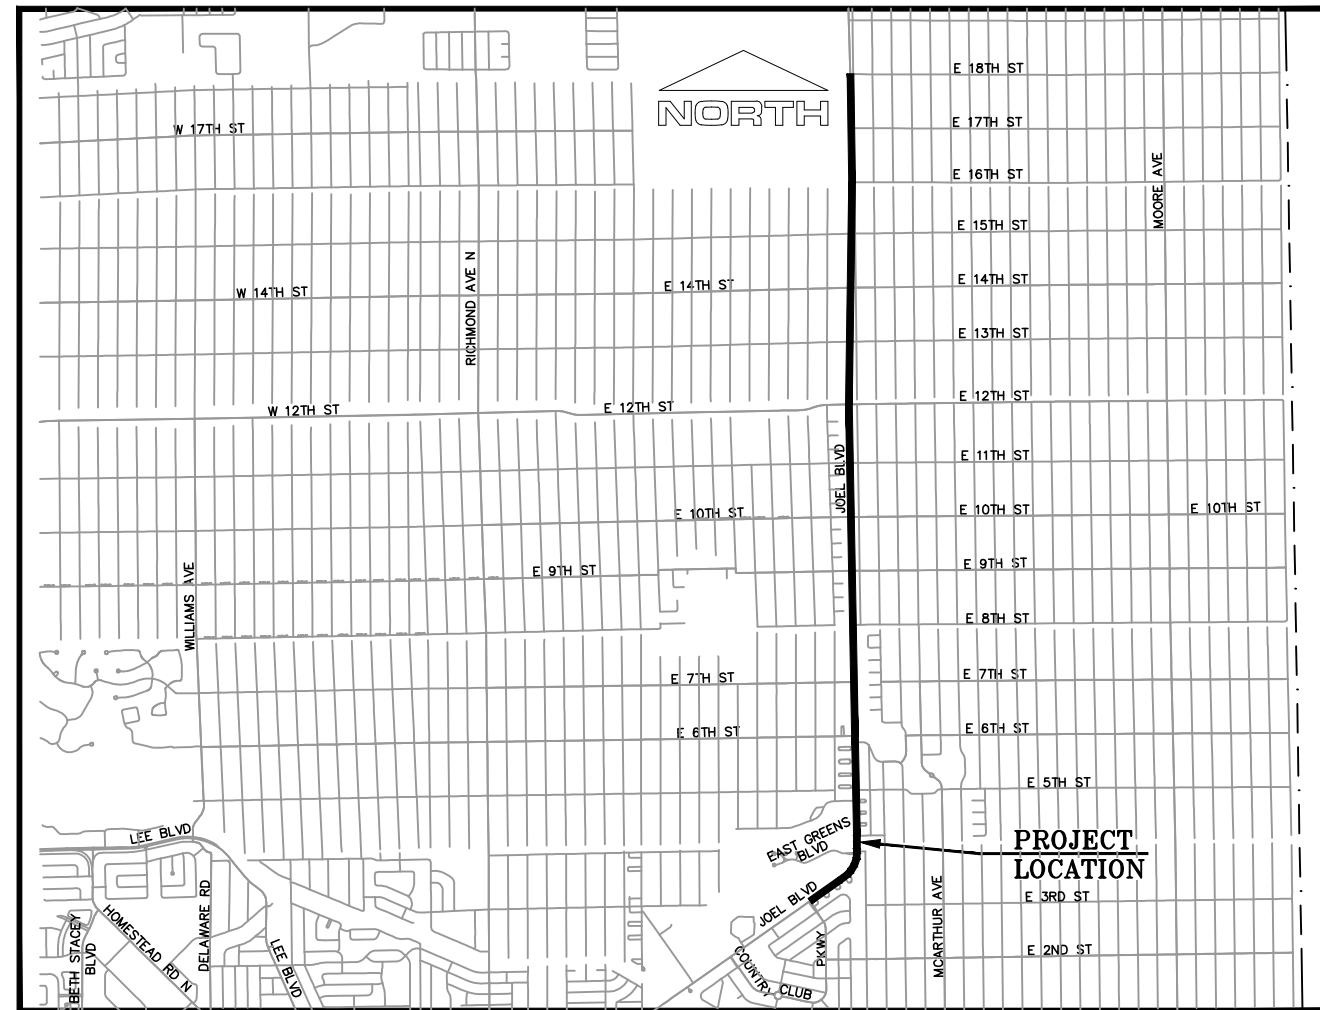 NORTH
E 18TH ST
W 17TH ST
E 17TH ST
E 16TH ST
MOORE AVE
E 15TH ST
W 14TH ST
RICHMOND AVE N
E 14TH ST
E 14TH ST
E 13TH ST
W 12TH ST
E 12TH ST
E 12TH ST
JOEL BLVD
E 11TH ST
E 10TH ST
E 10TH ST
E 10TH ST
WILLIAMS AVE
E 9TH ST
E 9TH ST
E 8TH ST
E 7TH ST
E 7TH ST
E 6TH ST
E 6TH ST
E 5TH ST
LEE BLVD
EAST GREENS
BLVD
PROJECT
LOCATION
JOEL BLVD
E 3RD ST
BETH STACEY
BLVD
HOMESTEAD RD N
DELAWARE RD
LEE BLVD
COUNTRY
CLUB
PKWY
MCARTHUR AVE
E 2ND ST